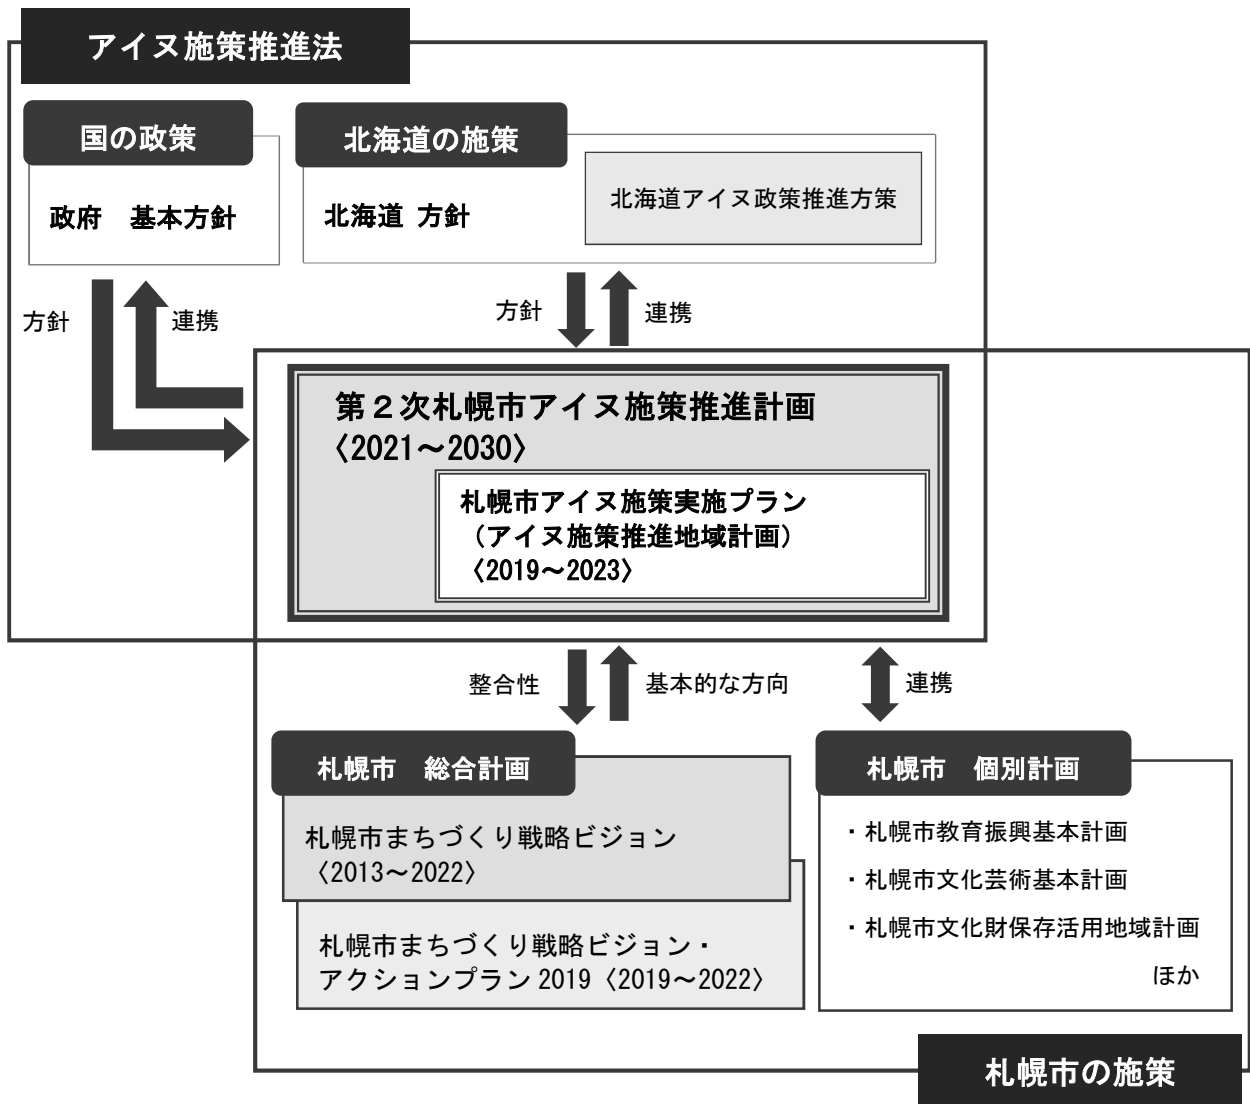 アイヌ施策推進法
国の政策
政府　基本方針
北海道の施策
北海道 方針
北海道アイヌ政策推進方策
方針
連携
方針
連携
第２次札幌市アイヌ施策推進計画
〈2021～2030〉
札幌市アイヌ施策実施プラン
（アイヌ施策推進地域計画）
〈2019～2023〉
整合性
基本的な方向
連携
札幌市　総合計画
札幌市まちづくり戦略ビジョン
〈2013～2022〉
札幌市まちづくり戦略ビジョン・
アクションプラン 2019〈2019～2022〉
札幌市　個別計画
・札幌市教育振興基本計画
・札幌市文化芸術基本計画
・札幌市文化財保存活用地域計画
ほか
札幌市の施策